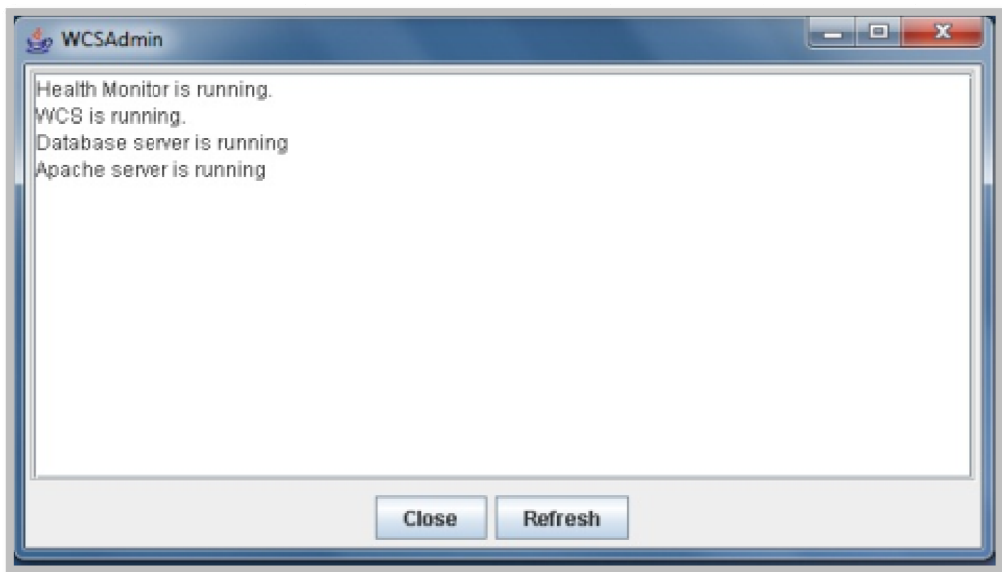 WCSAdmin
Health Monitor is running.
WCS is running.
Database server is running
Apache server is running
Close Refresh